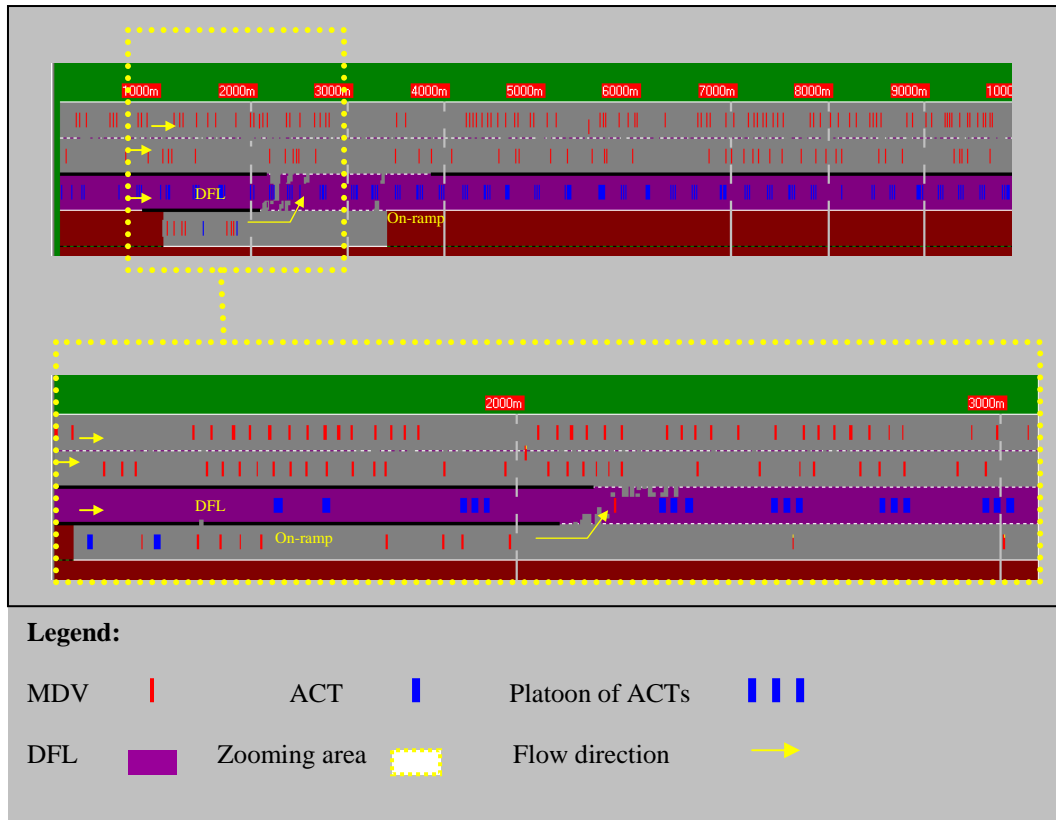 1000m 2000m 3000m 4000m 5000m 6000m 7000m 8000m 9000m 1000
DFL
On-ramp
2000m 3000m
DFL
On-ramp
Legend:
MDV ACT Platoon of ACTs
DFL Zooming area Flow direction